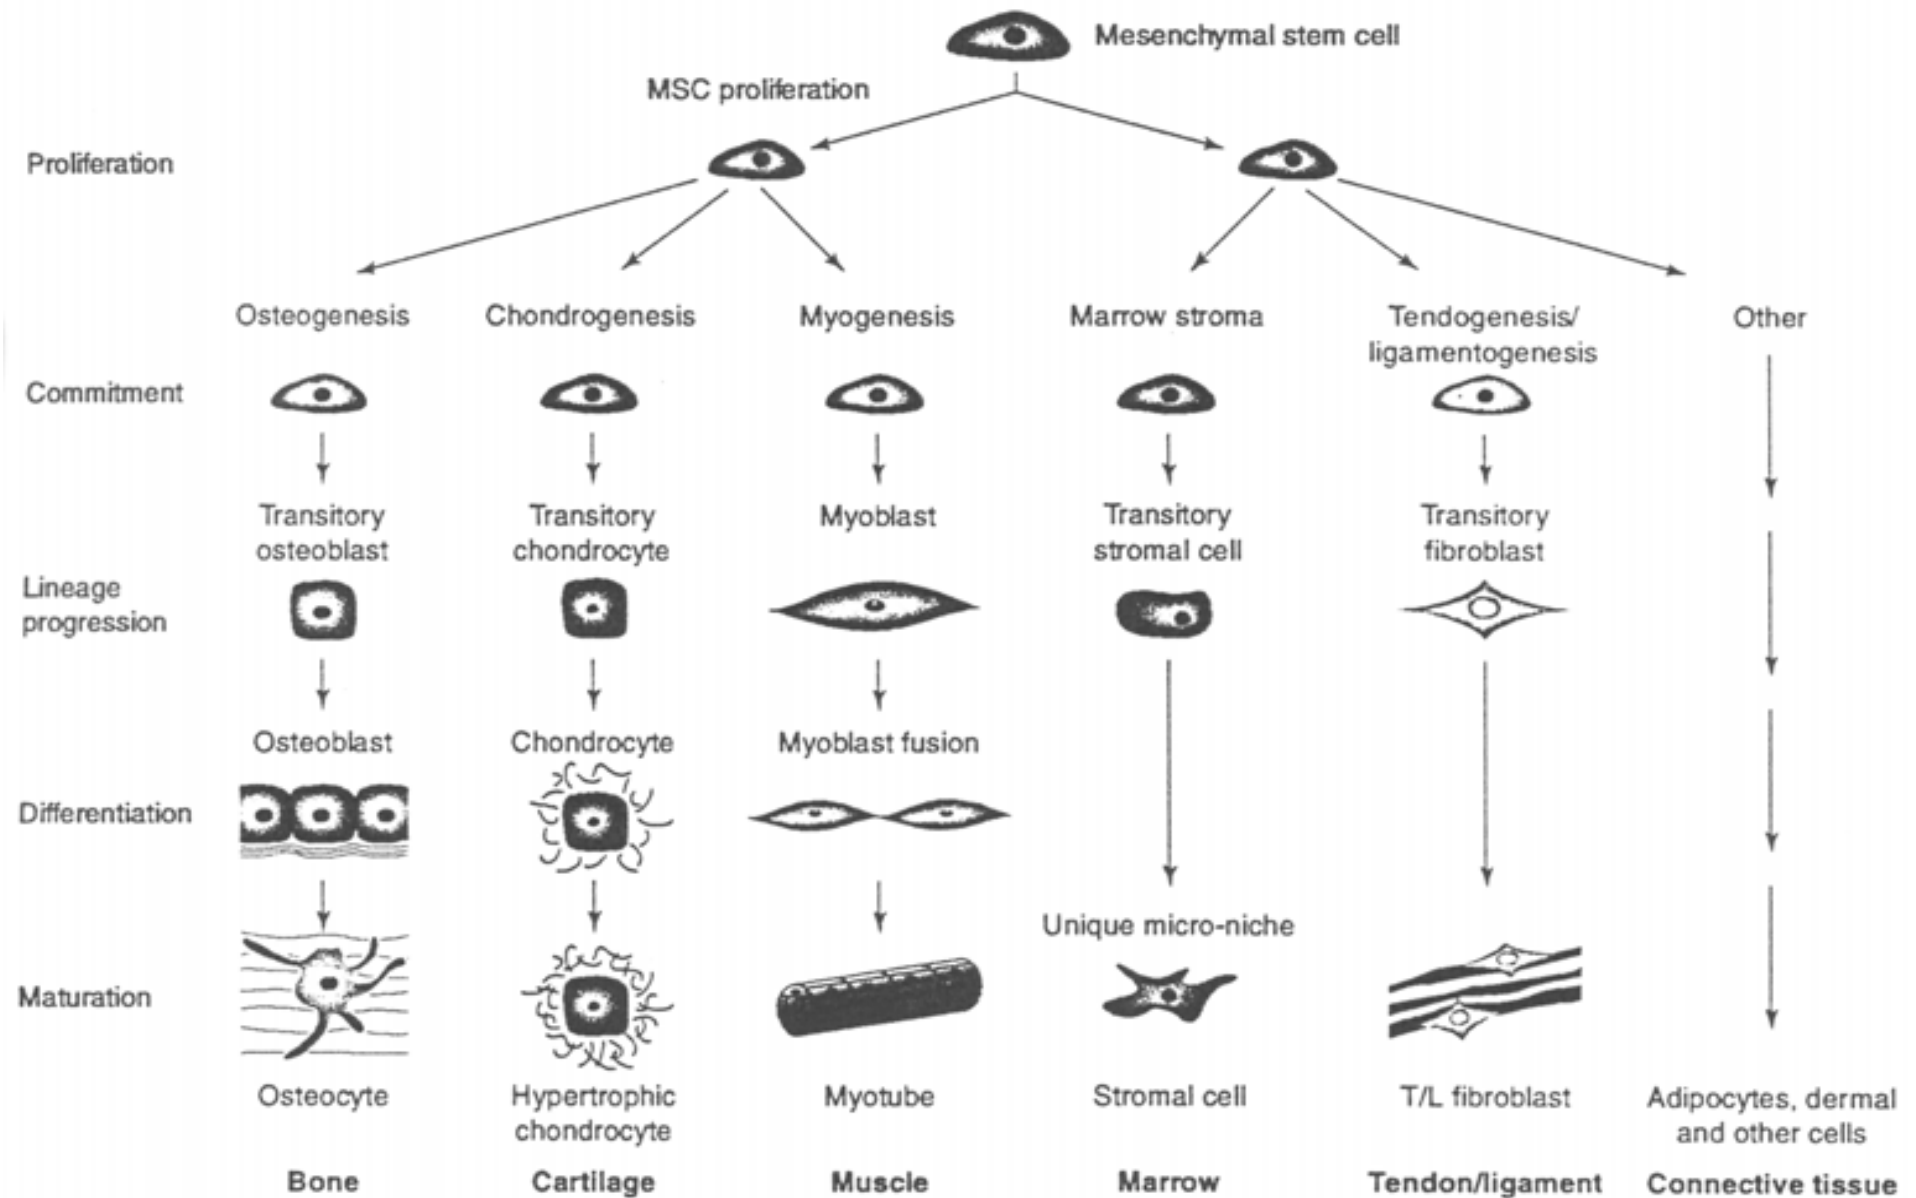 Mesenchymal stem cell
MSC proliferation
Proliferation
Osteogenesis
Chondrogenesis
Myogenesis
Marrow stroma
Tendogenesis/
ligamentogenesis
Other
Commitment
Transitory
osteoblast
Transitory
chondrocyte
Myoblast
Transitory
stromal cell
Transitory
fibroblast
Lineage
progression
Osteoblast
Chondrocyte
Myoblast fusion
Differentiation
Unique micro-niche
Maturation
Osteocyte
Hypertrophic
chondrocyte
Myotube
Stromal cell
T/L fibroblast
Adipocytes, dermal
and other cells
Bone
Cartilage
Muscle
Marrow
Tendon/ligament
Connective tissue